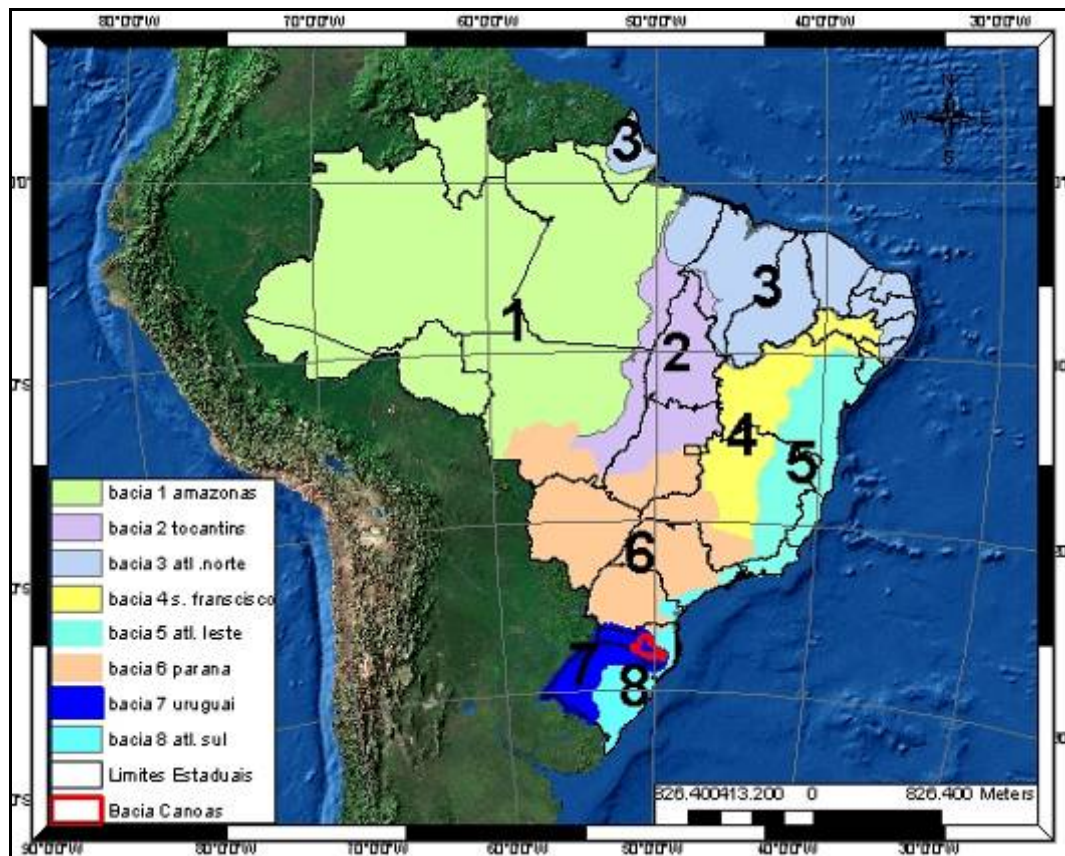 80°0'0"W 70°0'0"W 60°0'0"W 50°0'0"W 40°0'0"W 30°0'0"W
N
W E
S
3
3
1
2
4
5
6
7
8
bacia 1 amazonas
bacia 2 tocantins
bacia 3 atl .norte
bacia 4 s. franscisco
bacia 5 atl. leste
bacia 6 parana
bacia 7 uruguai
bacia 8 atl. sul
Limites Estaduais
Bacia Canoas
826.400413.200 0 826.400 Meters
90°0'0"W 80°0'0"W 70°0'0"W 60°0'0"W 50°0'0"W 40°0'0"W 30°0'0"W